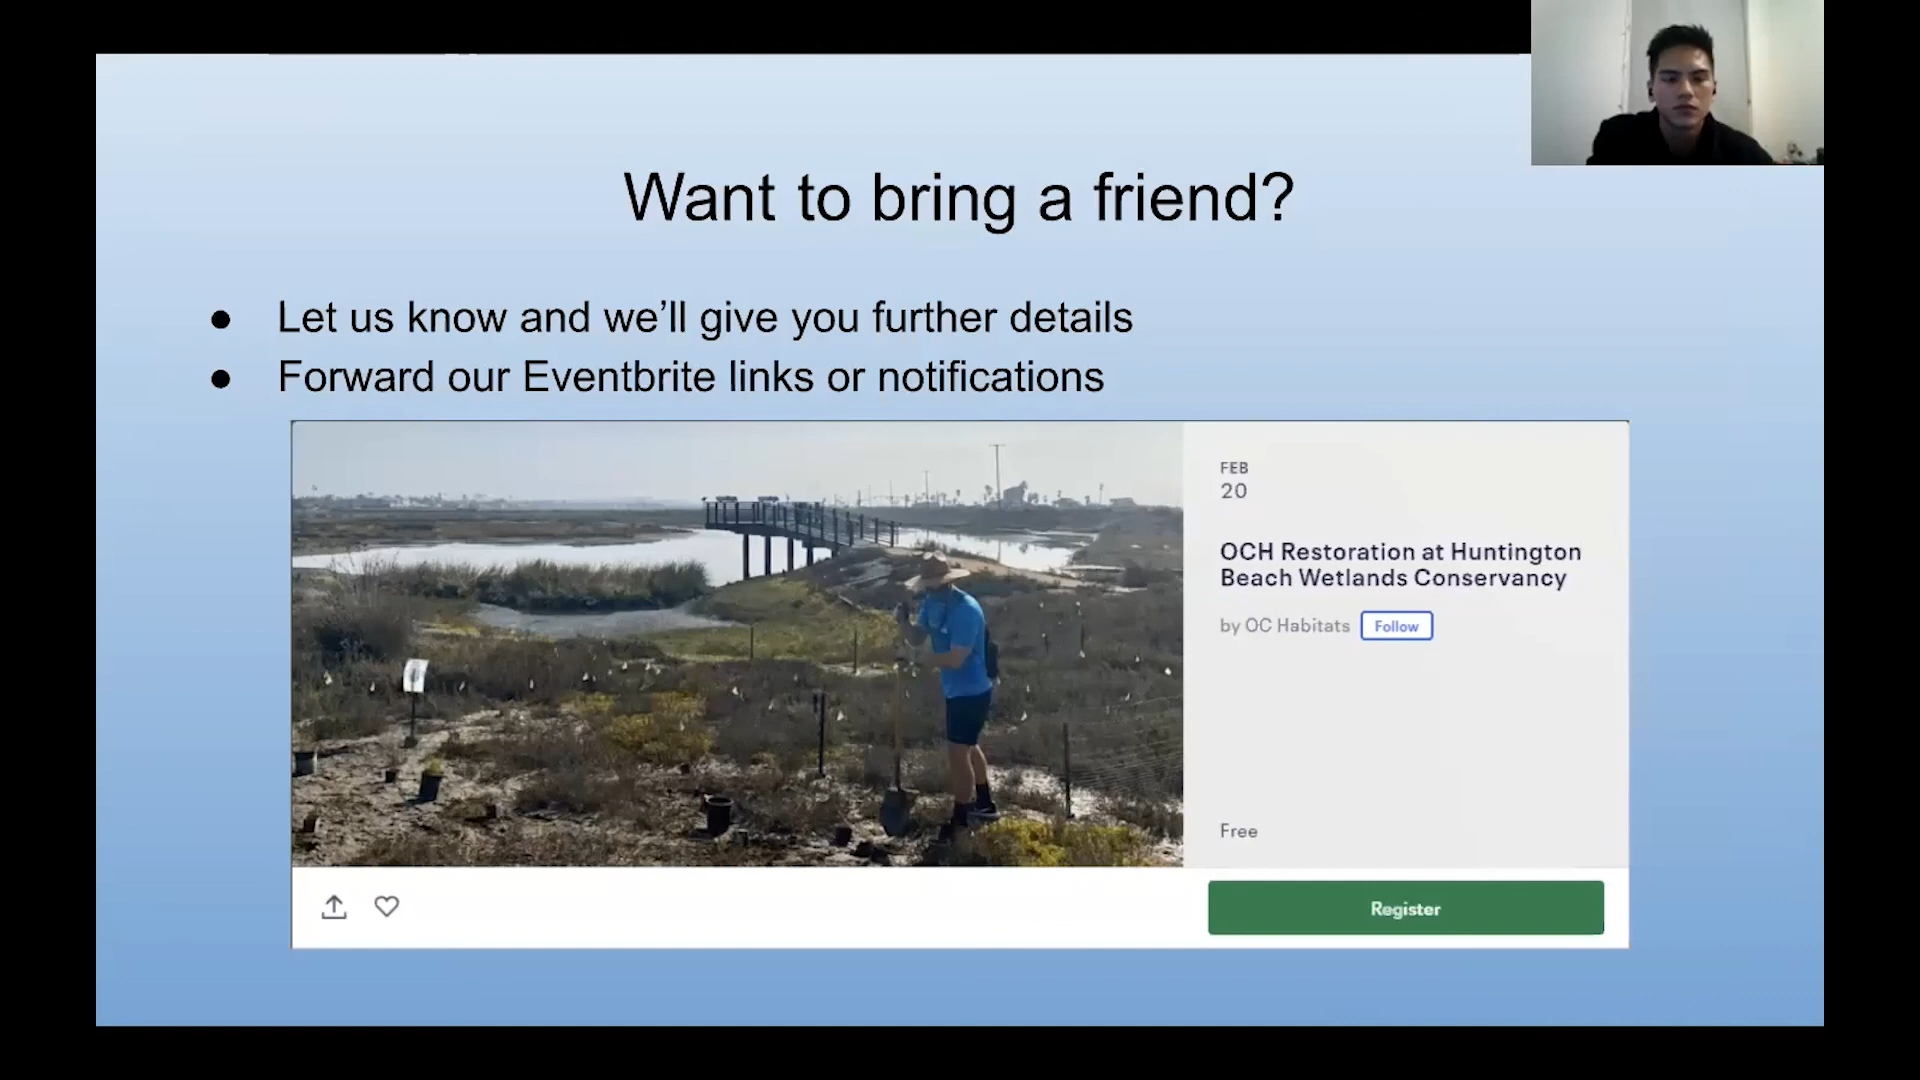 Want to bring a friend?
● Let us know and we’ll give you further details
● Forward our Eventbrite links or notifications
FEB
20
OCH Restoration at Huntington
Beach Wetlands Conservancy
by OC Habitats Follow
Free
Register